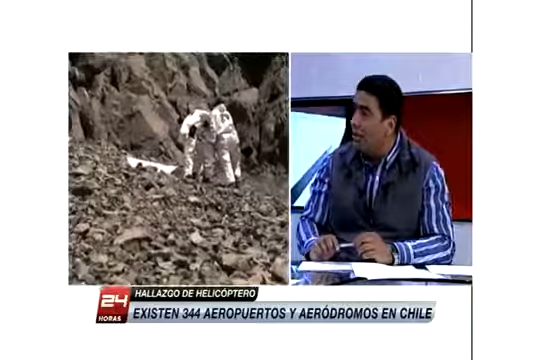 HALLAZGO DE HELICÓPTERO
24
HORAS
EXISTEN 344 AEROPUERTOS Y AERÓDROMOS EN CHILE